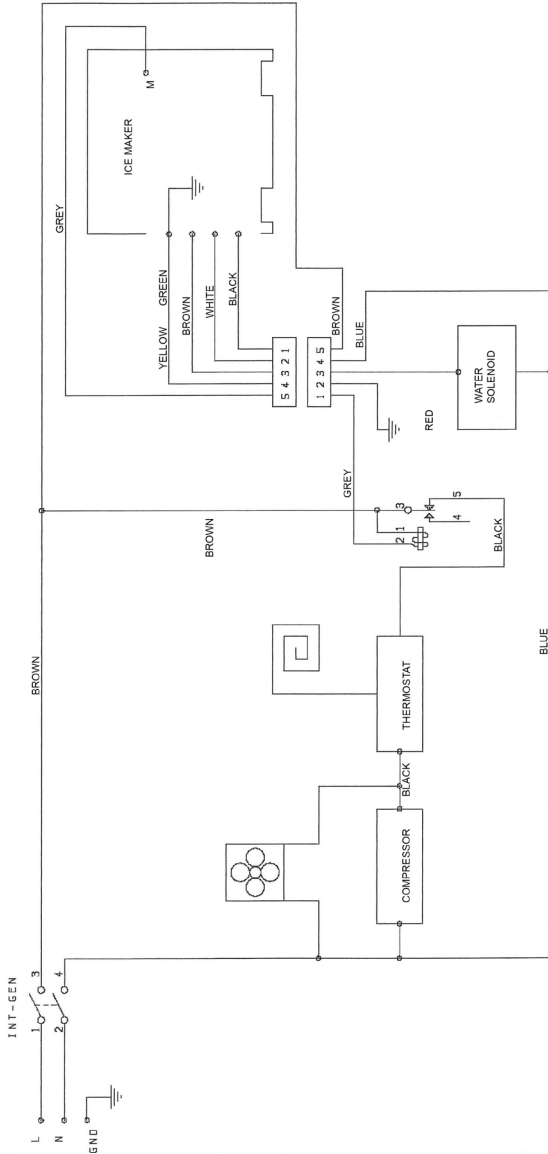 GREY
M
ICE MAKER
YELLOW GREEN
BROWN
WHITE
BLACK
5 4 3 2 1
1 2 3 4 5
BROWN
BLUE
WATER
SOLENOID
RED
GREY
BROWN
3
1
2
5
4
BLACK
BROWN
THERMOSTAT
BLUE
BLACK
COMPRESSOR
INT-GEN
3
4
1
2
L
N
GND